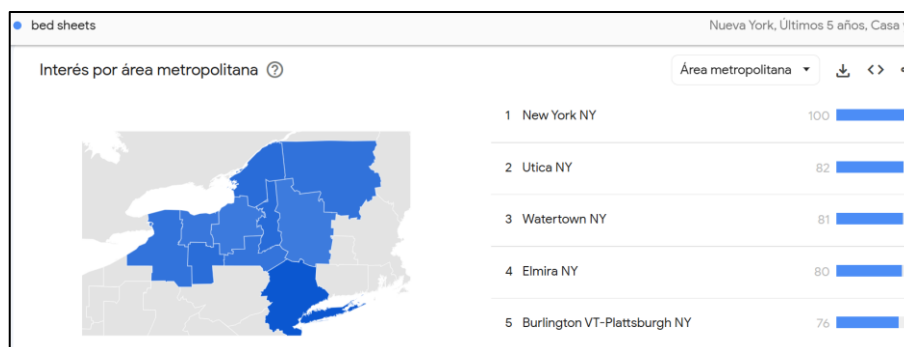 bed sheets
Nueva York, Últimos 5 años, Casa
Interés por área metropolitana
Área metropolitana
1 New York NY 100
2 Utica NY 82
3 Watertown NY 81
4 Elmira NY 80
5 Burlington VT-Plattsburgh NY 76